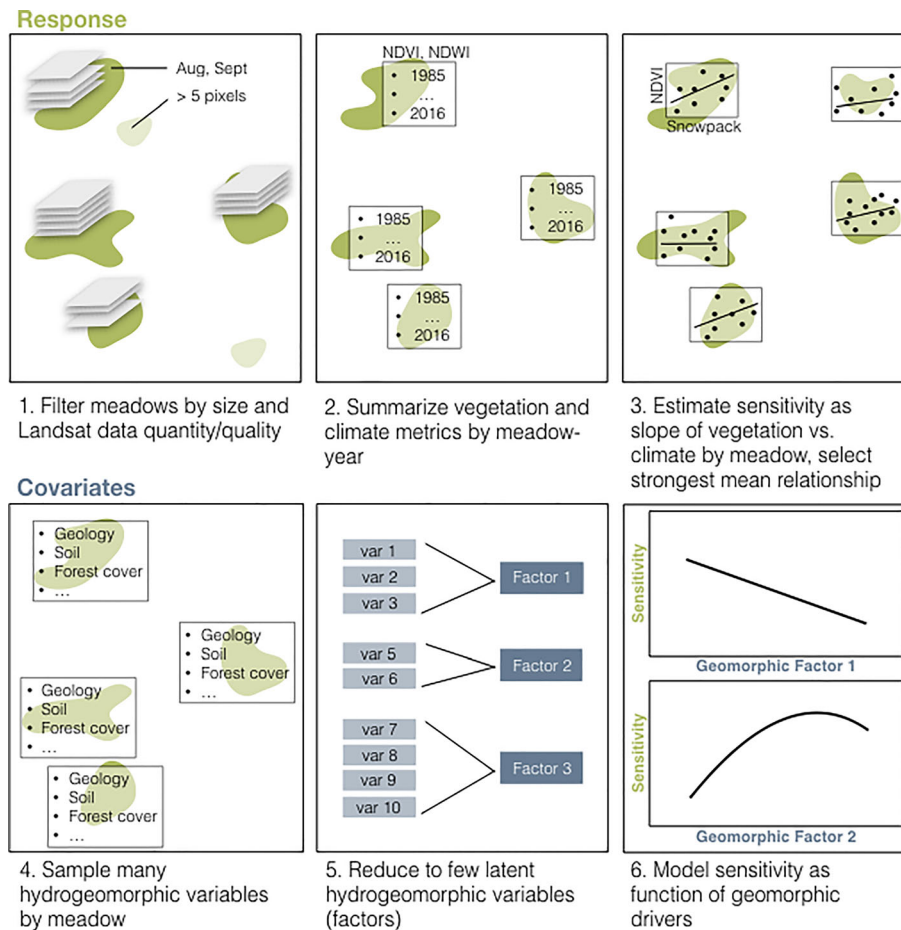 Response
Aug, Sept
> 5 pixels
NDVI, NDWI
• 1985
• ...
• 2016
• 1985
• ...
• 2016
• 1985
• ...
• 2016
• 1985
• ...
• 2016
NDVI
Snowpack
1. Filter meadows by size and
Landsat data quantity/quality
2. Summarize vegetation and
climate metrics by meadow-
year
3. Estimate sensitivity as
slope of vegetation vs.
climate by meadow, select
strongest mean relationship
Covariates
• Geology
• Soil
• Forest cover
• ...
• Geology
• Soil
• Forest cover
• ...
• Geology
• Soil
• Forest cover
• ...
• Geology
• Soil
• Forest cover
• ...
var 1
var 2
var 3
Factor 1
var 5
var 6
Factor 2
var 7
var 8
var 9
var 10
Factor 3
Sensitivity
Geomorphic Factor 1
Sensitivity
Geomorphic Factor 2
4. Sample many
hydrogeomorphic variables
by meadow
5. Reduce to few latent
hydrogeomorphic variables
(factors)
6. Model sensitivity as
function of geomorphic
drivers